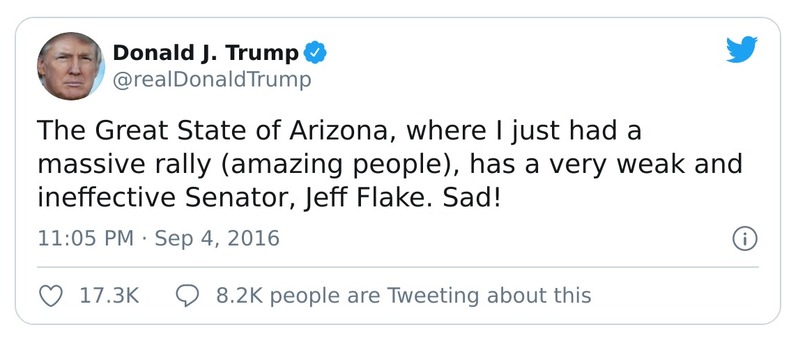 Donald J. Trump
@realDonaldTrump
The Great State of Arizona, where I just had a
massive rally (amazing people), has a very weak and
ineffective Senator, Jeff Flake. Sad!
11:05 PM · Sep 4, 2016
17.3K 8.2K people are Tweeting about this